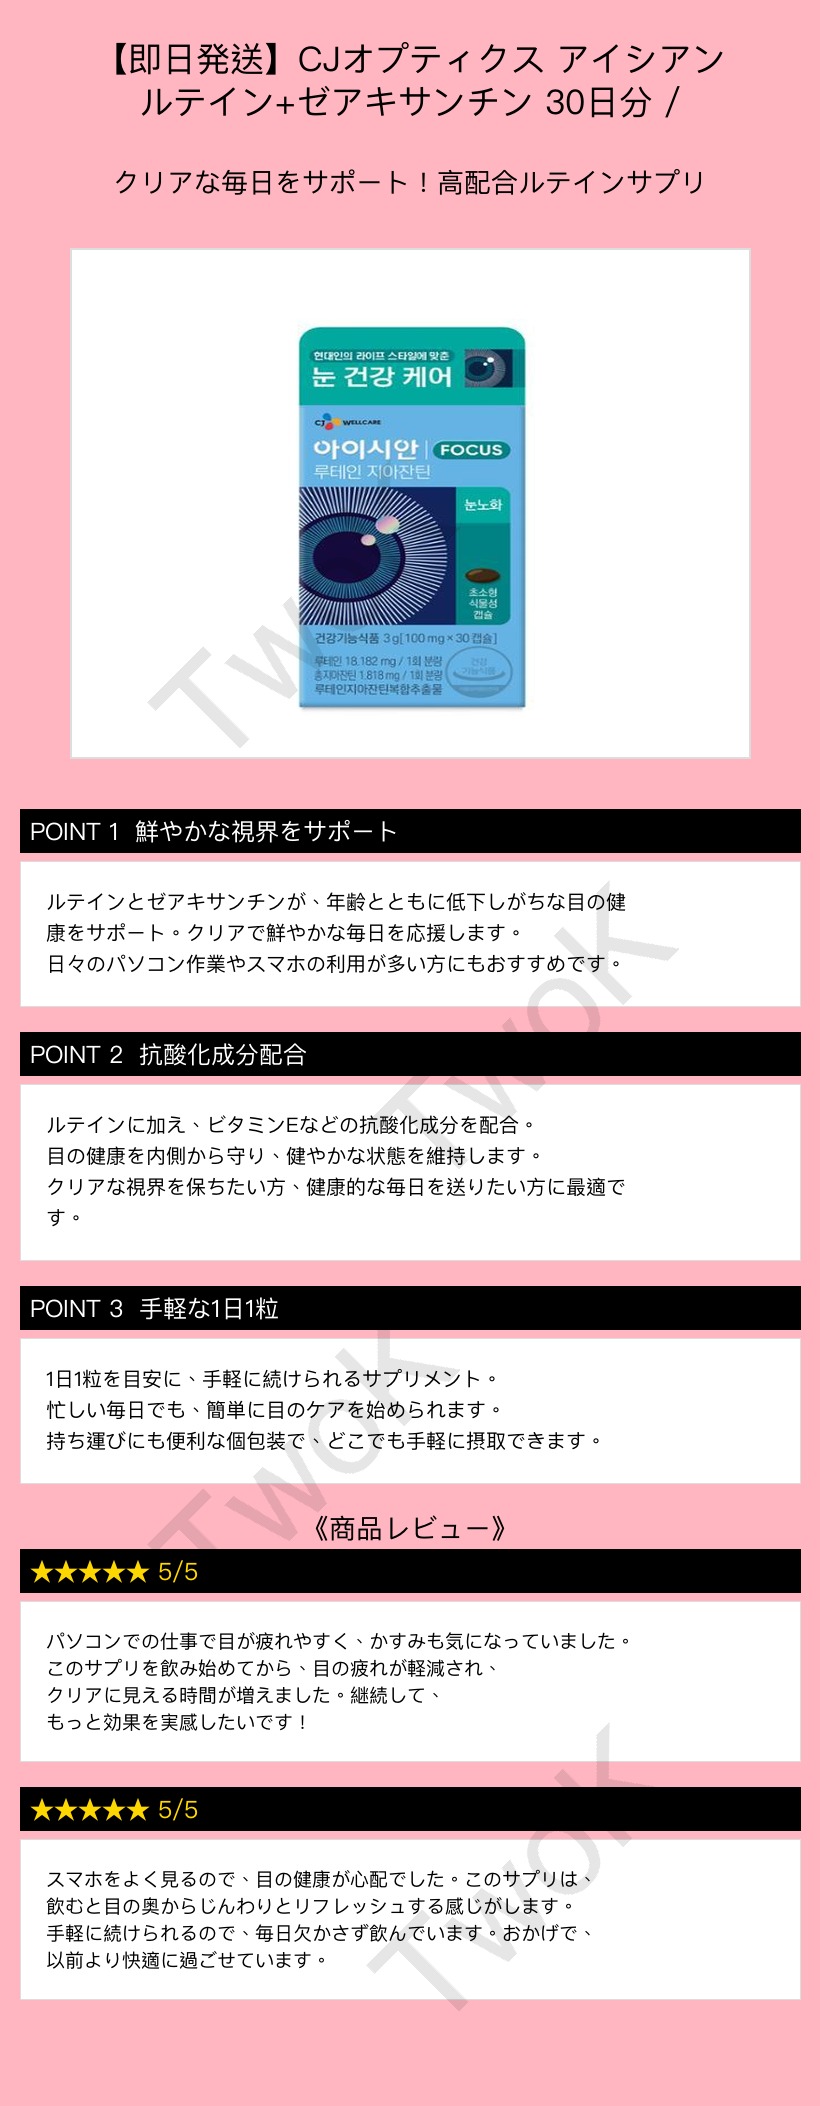 【即日発送】CJオプティクス アイシアン
ルテイン+ゼアキサンチン 30日分 /
クリアな毎日をサポート！高配合ルテインサプリ
현대인의 라이프 스타일에 맞춘
눈 건강 케어
CJ WELLCARE
아이시안 FOCUS
루테인 지아잔틴
눈노화
초소형
식물성
캡슐
건강기능식품 3g[100mg×30캡슐]
루테인 18.182 mg / 1회 분량
총지아잔틴 1.818 mg / 1회 분량
루테인지아잔틴복합추출물
건강
기능식품
TwoK
POINT 1 鮮やかな視界をサポート
ルテインとゼアキサンチンが、年齢とともに低下しがちな目の健
康をサポート。クリアで鮮やかな毎日を応援します。
日々のパソコン作業やスマホの利用が多い方にもおすすめです。
TwoK
POINT 2 抗酸化成分配合
ルテインに加え、ビタミンEなどの抗酸化成分を配合。
目の健康を内側から守り、健やかな状態を維持します。
クリアな視界を保ちたい方、健康的な毎日を送りたい方に最適で
す。
POINT 3 手軽な1日1粒
1日1粒を目安に、手軽に続けられるサプリメント。
忙しい毎日でも、簡単に目のケアを始められます。
持ち運びにも便利な個包装で、どこでも手軽に摂取できます。
TwoK
《商品レビュー》
★★★★★ 5/5
パソコンでの仕事で目が疲れやすく、かすみも気になっていました。
このサプリを飲み始めてから、目の疲れが軽減され、
クリアに見える時間が増えました。継続して、
もっと効果を実感したいです！
★★★★★ 5/5
スマホをよく見るので、目の健康が心配でした。このサプリは、
飲むと目の奥からじんわりとリフレッシュする感じがします。
手軽に続けられるので、毎日欠かさず飲んでいます。おかげで、
以前より快適に過ごせています。
TwoK